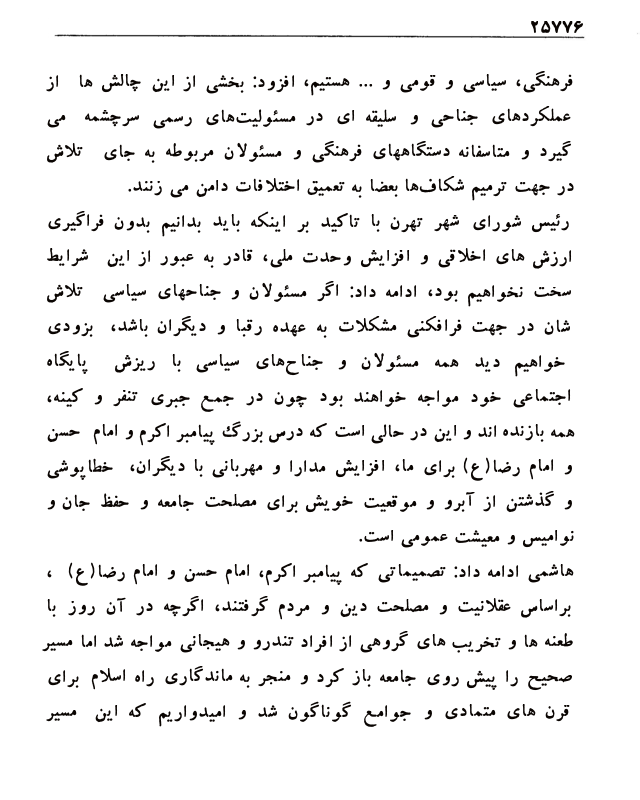 ۲۵۷۷۶
فرهنگی، سیاسی و قومی و ... هستیم، افزود: بخشی از این چالش ها از
عملکردهای جناحی و سلیقه ای در مسئولیت‌های رسمی سرچشمه می
گیرد و متاسفانه دستگاههای فرهنگی و مسئولان مربوطه به جای تلاش
در جهت ترمیم شکاف‌ها بعضا به تعمیق اختلافات دامن می زنند.
رئیس شورای شهر تهرن با تاکید بر اینکه باید بدانیم بدون فراگیری
ارزش های اخلاقی و افزایش وحدت ملی، قادر به عبور از این شرایط
سخت نخواهیم بود، ادامه داد: اگر مسئولان و جناحهای سیاسی تلاش
شان در جهت فرافکنی مشکلات به عهده رقبا و دیگران باشد، بزودی
خواهیم دید همه مسئولان و جناح‌های سیاسی با ریزش پایگاه
اجتماعی خود مواجه خواهند بود چون در جمع جبری تنفر و کینه،
همه بازنده اند و این در حالی است که درس بزرگ پیامبر اکرم و امام حسن
و امام رضا(ع) برای ما، افزایش مدارا و مهربانی با دیگران، خطاپوشی
و گذشتن از آبرو و موقعیت خویش برای مصلحت جامعه و حفظ جان و
نوامیس و معیشت عمومی است.
هاشمی ادامه داد: تصمیماتی که پیامبر اکرم، امام حسن و امام رضا(ع) ،
براساس عقلانیت و مصلحت دین و مردم گرفتند، اگرچه در آن روز با
طعنه ها و تخریب های گروهی از افراد تندرو و هیجانی مواجه شد اما مسیر
صحیح را پیش روی جامعه باز کرد و منجر به ماندگاری راه اسلام برای
قرن های متمادی و جوامع گوناگون شد و امیدواریم که این مسیر